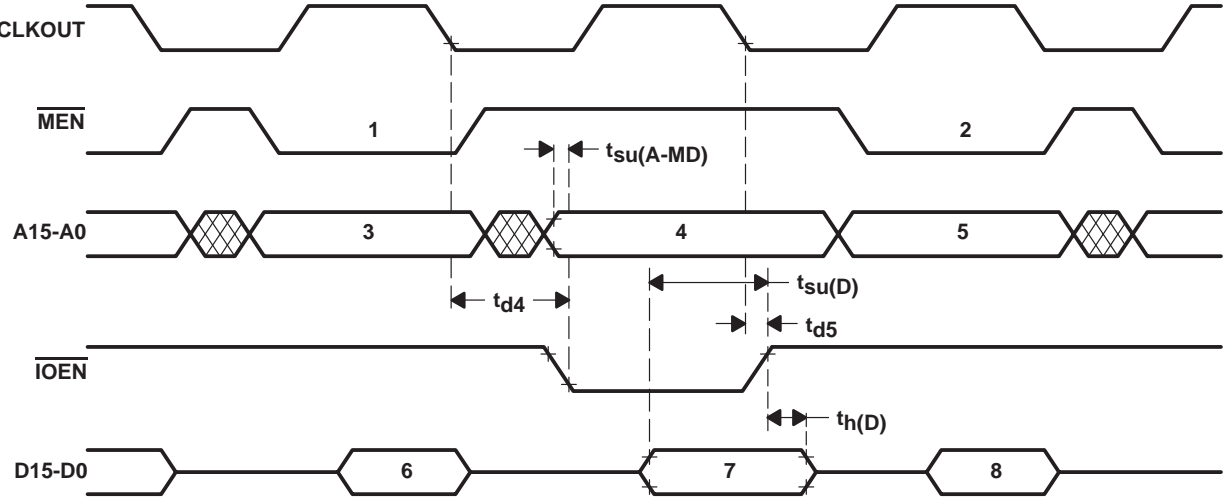 CLKOUT
MEN
1
2
tsu(A-MD)
A15-A0
3
4
5
tsu(D)
td4
td5
IOEN
th(D)
D15-D0
6
7
8